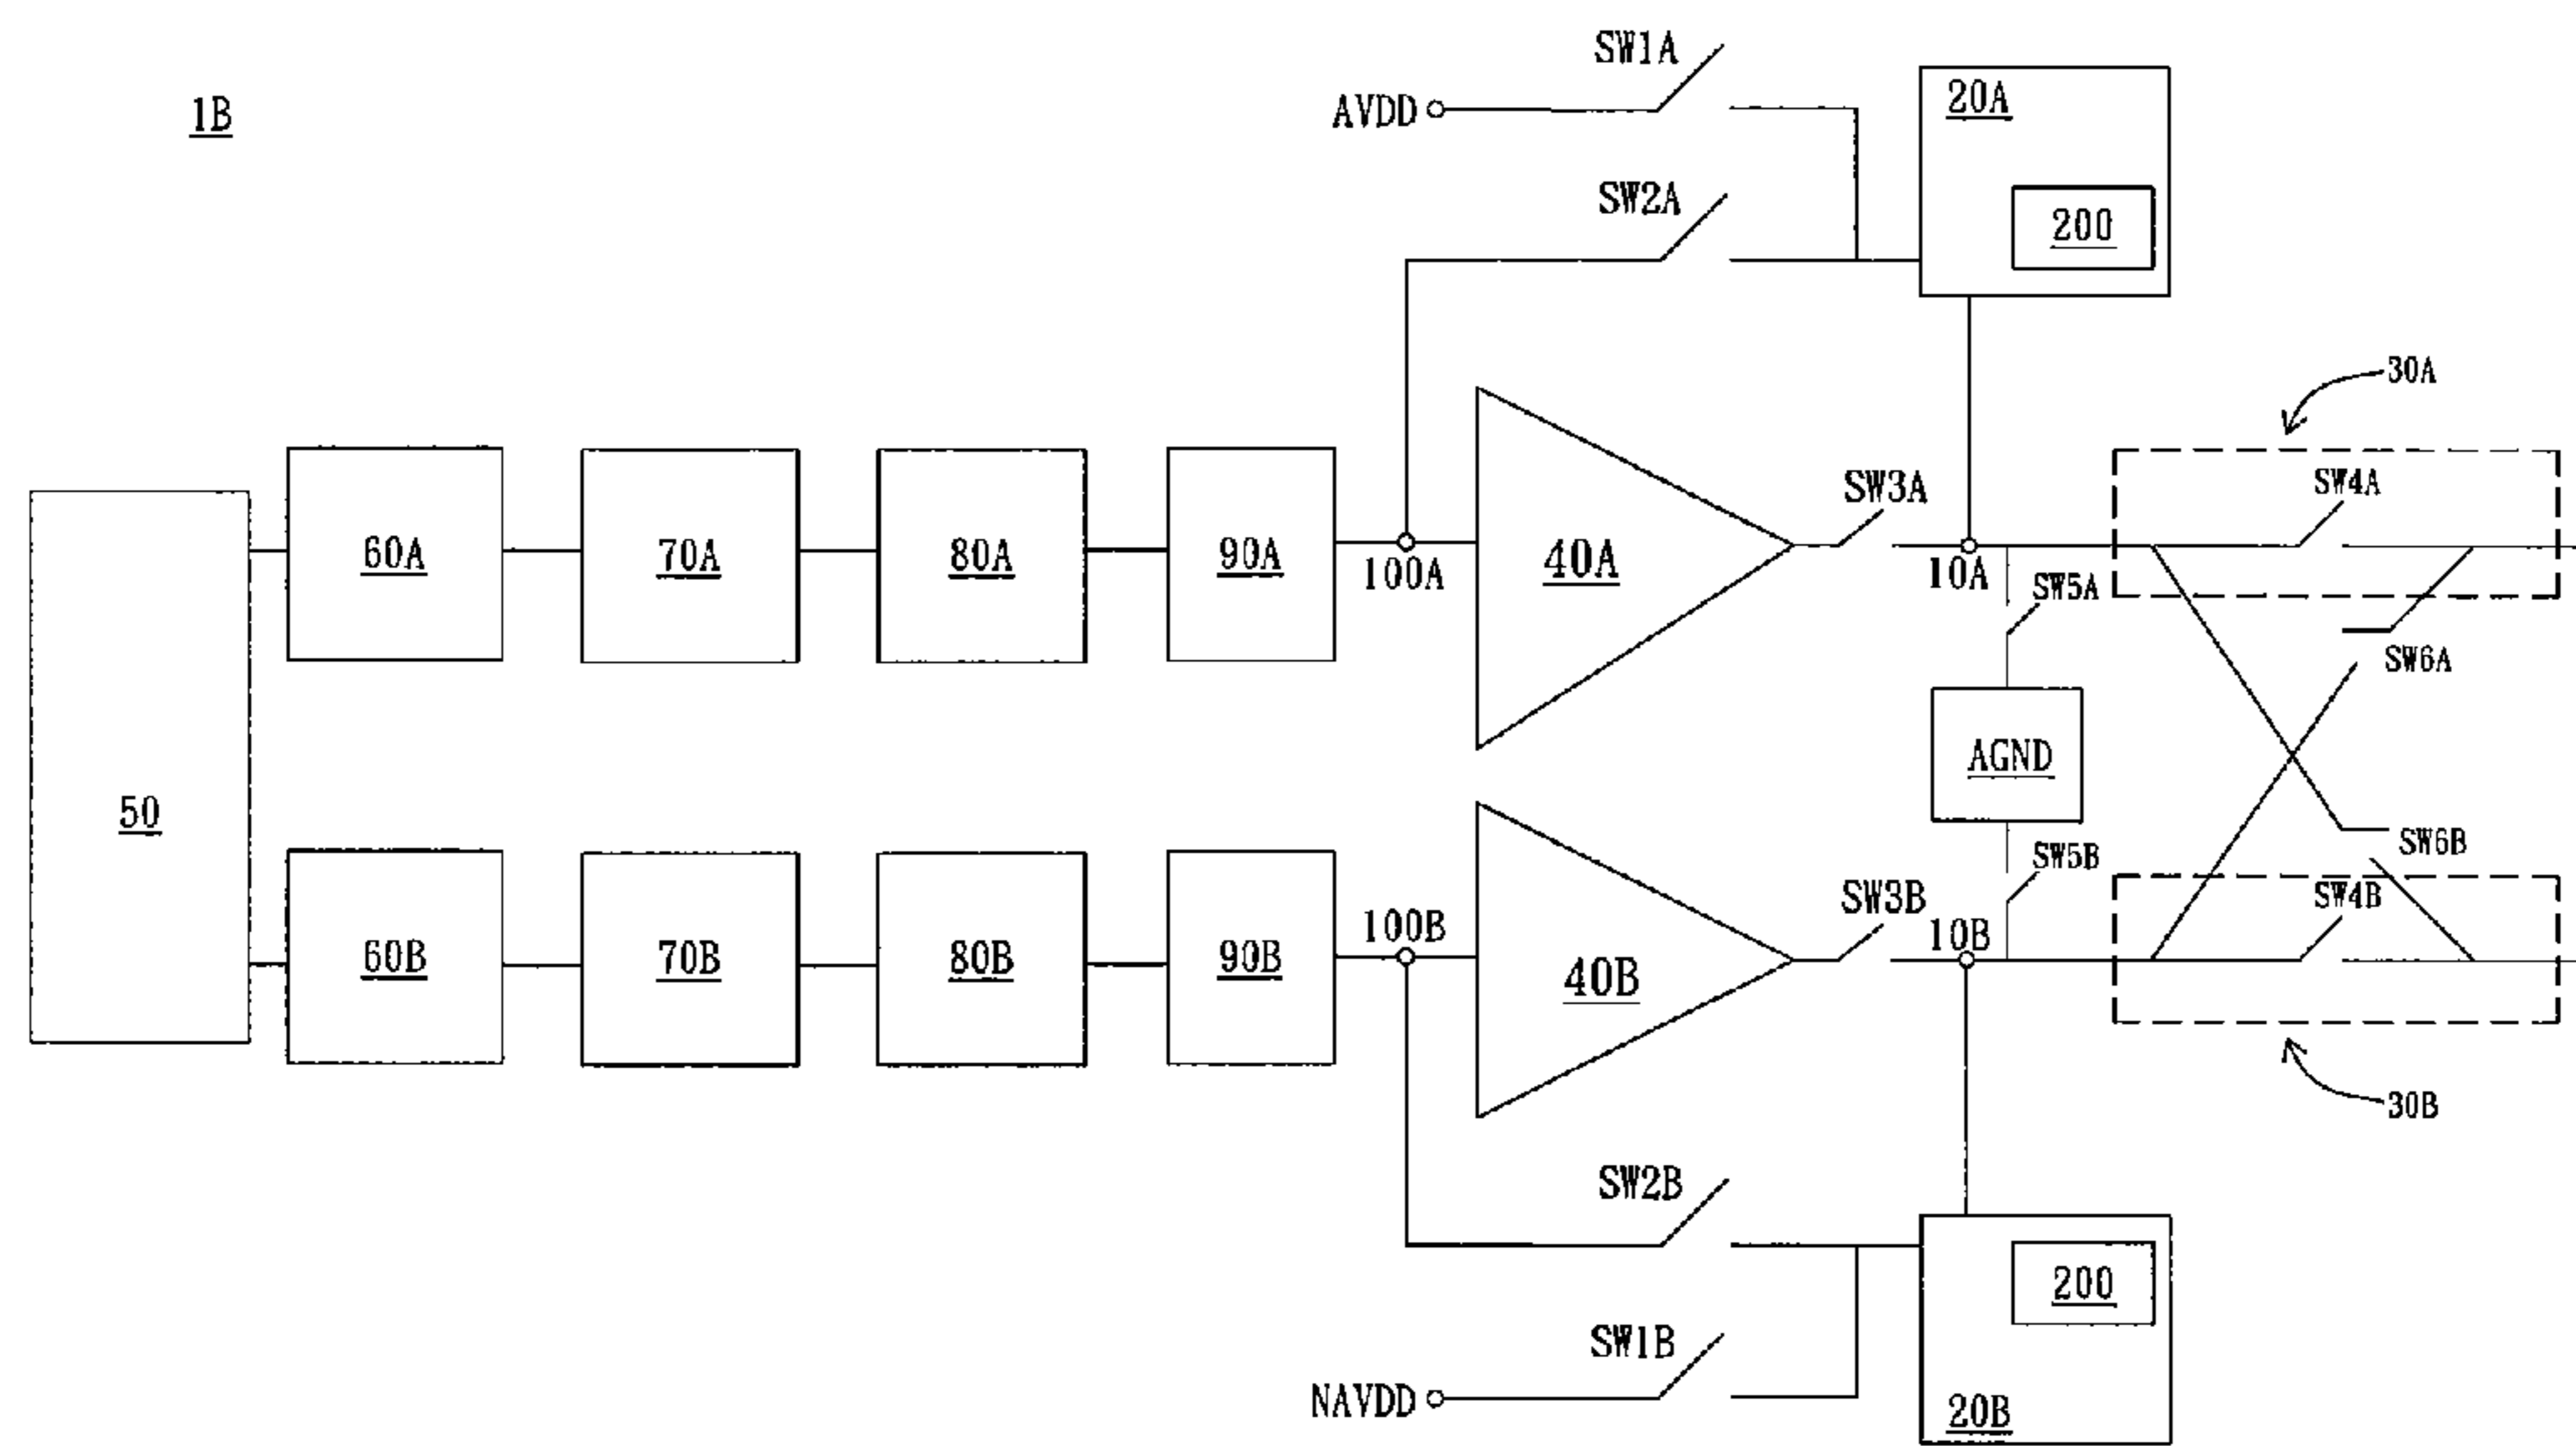 1B
SW1A
AVDD
20A
SW2A
200
30A
SW4A
60A
70A
80A
90A
100A
40A
SW3A
10A
SW5A
SW6A
AGND
50
SW6B
SW5B
SW4B
60B
70B
80B
90B
100B
40B
SW3B
10B
30B
SW2B
200
SW1B
NAVDD
20B